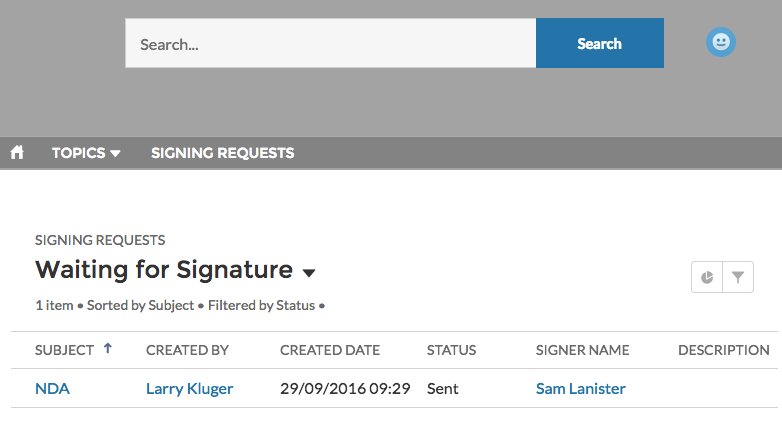 Search...
Search
TOPICS
SIGNING REQUESTS
SIGNING REQUESTS
Waiting for Signature
1 item • Sorted by Subject • Filtered by Status •
SUBJECT ↑ CREATED BY CREATED DATE STATUS SIGNER NAME DESCRIPTION
NDA Larry Kluger 29/09/2016 09:29 Sent Sam Lanister